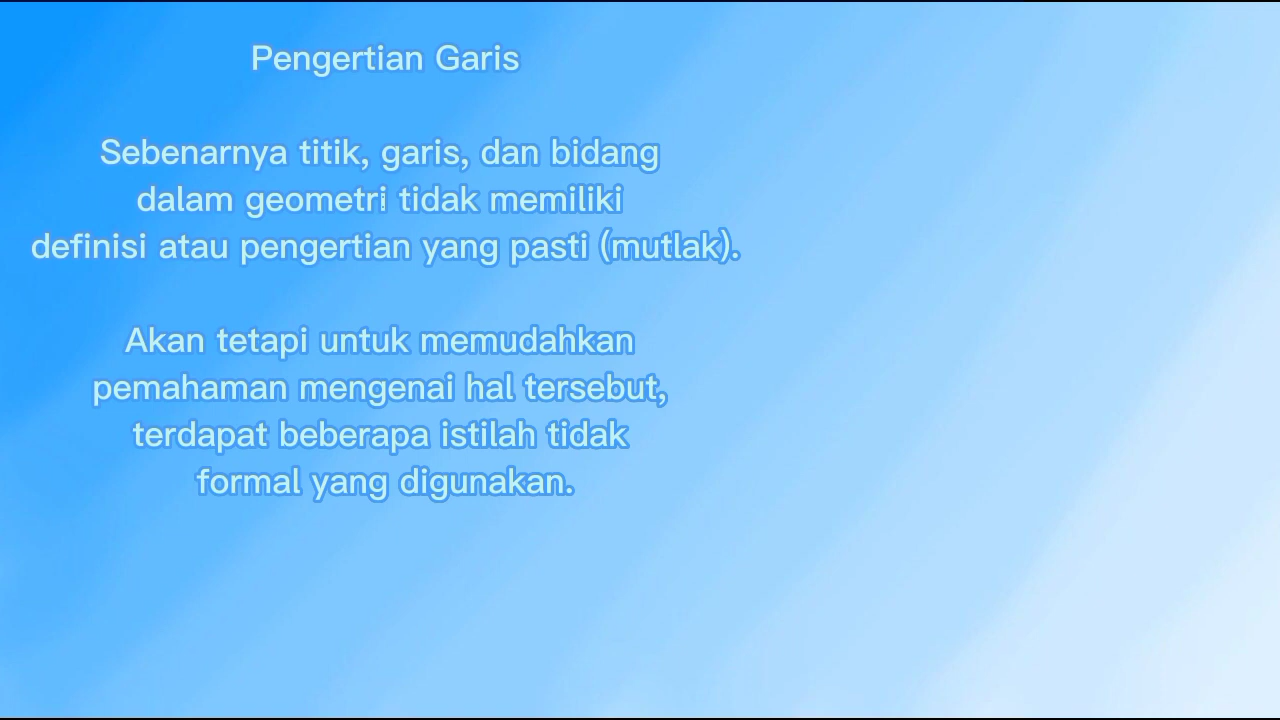 Pengertian Garis
Sebenarnya titik, garis, dan bidang
dalam geometri tidak memiliki
definisi atau pengertian yang pasti (mutlak).
Akan tetapi untuk memudahkan
pemahaman mengenai hal tersebut,
terdapat beberapa istilah tidak
formal yang digunakan.